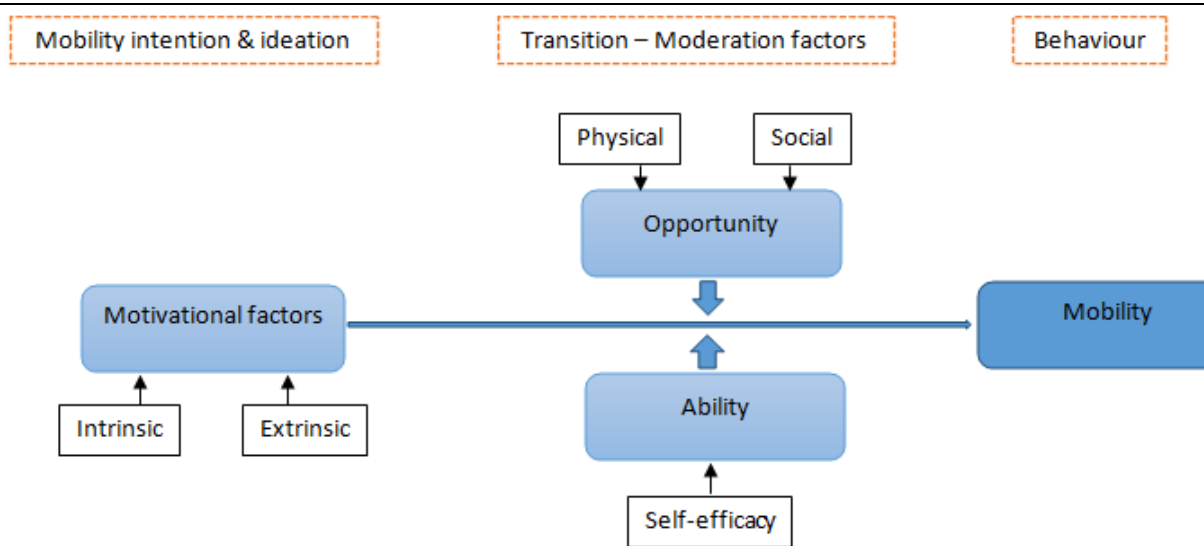 Mobility intention & ideation
Transition – Moderation factors
Behaviour
Physical
Social
Opportunity
Motivational factors
Mobility
Intrinsic
Extrinsic
Ability
Self-efficacy